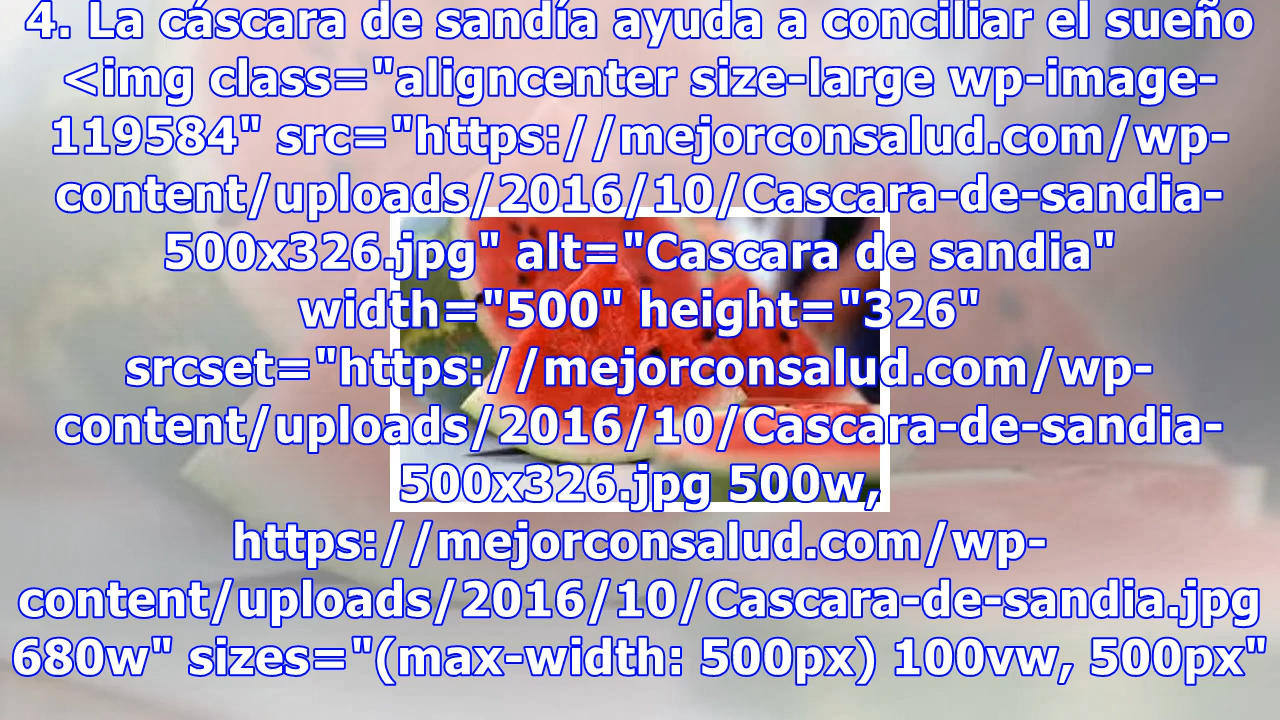 4. La cáscara de sandía ayuda a conciliar el sueño
<img class="aligncenter size-large wp-image-
119584" src="https://mejorconsalud.com/wp-
content/uploads/2016/10/Cascara-de-sandia-
500x326.jpg" alt="Cascara de sandia"
width="500" height="326"
srcset="https://mejorconsalud.com/wp-
content/uploads/2016/10/Cascara-de-sandia-
500x326.jpg 500w,
https://mejorconsalud.com/wp-
content/uploads/2016/10/Cascara-de-sandia.jpg
680w" sizes="(max-width: 500px) 100vw, 500px"